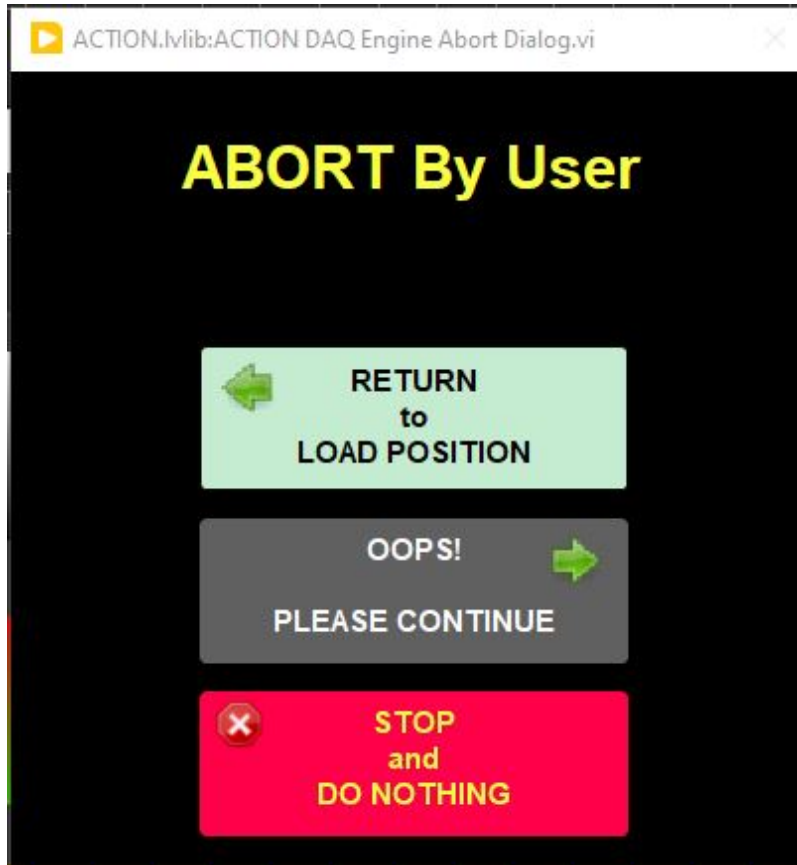 ACTION.lvlib:ACTION DAQ Engine Abort Dialog.vi
ABORT By User
RETURN
to
LOAD POSITION
OOPS!
PLEASE CONTINUE
STOP
and
DO NOTHING